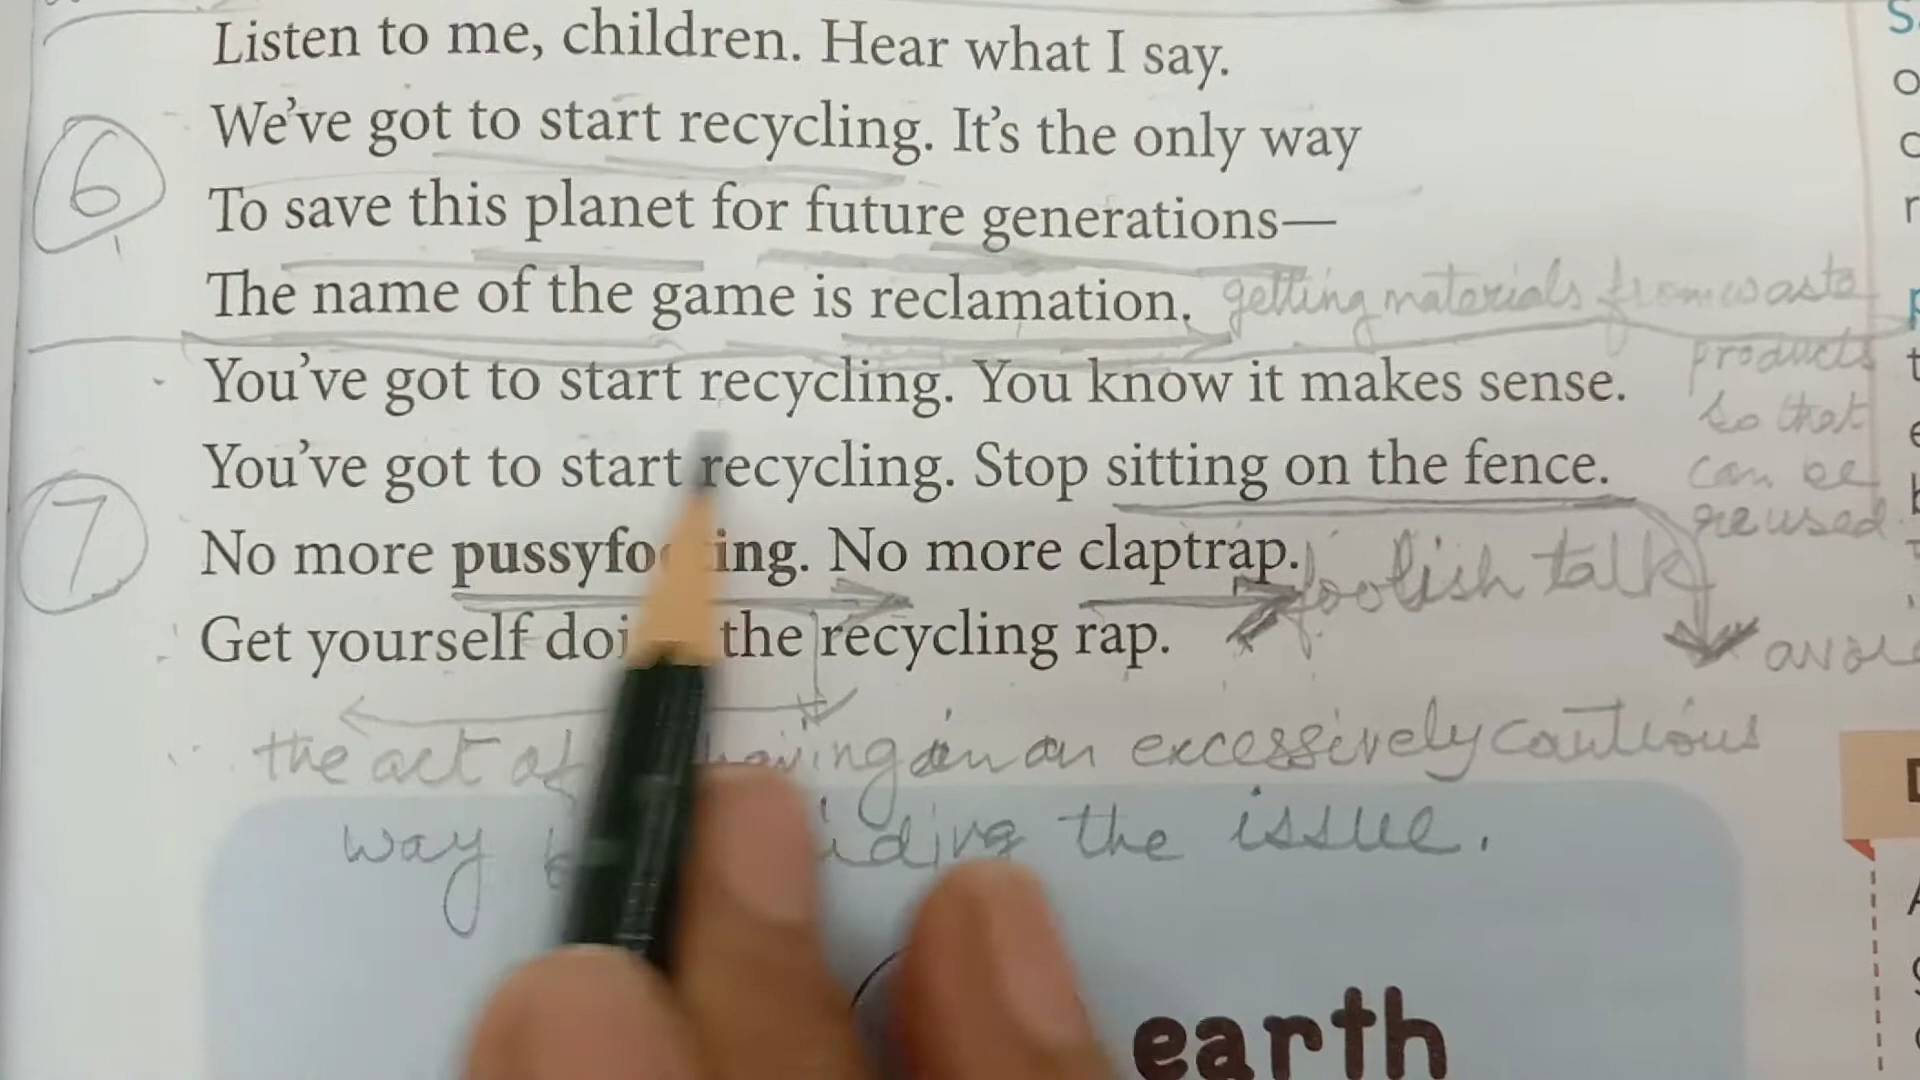 Listen to me, children. Hear what I say.
We've got to start recycling. It's the only way
6
To save this planet for future generations—
The name of the game is reclamation. getting materials from waste
products
You've got to start recycling. You know it makes sense.
so that
You've got to start recycling. Stop sitting on the fence.
can be
reused
7
No more pussyfo ing. No more claptrap.
foolish talk
Get yourself doi the recycling rap.
the act of having in an excessively cautious
way iding the issue.
earth